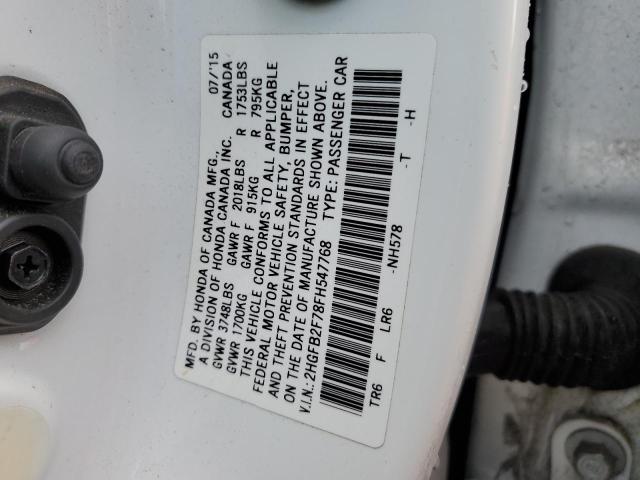 MFD. BY HONDA OF CANADA MFG., 07/'15
A DIVISION OF HONDA CANADA INC. CANADA
GVWR 3748LBS GAWR F 2018LBS R 1753LBS
GVWR 1700KG GAWR F 915KG R 795KG
THIS VEHICLE CONFORMS TO ALL APPLICABLE
FEDERAL MOTOR VEHICLE SAFETY, BUMPER,
AND THEFT PREVENTION STANDARDS IN EFFECT
ON THE DATE OF MANUFACTURE SHOWN ABOVE.
V.I.N.: 2HGFB2F78FH547768 TYPE: PASSENGER CAR
TR6 F LR6 -NH578 -T -H